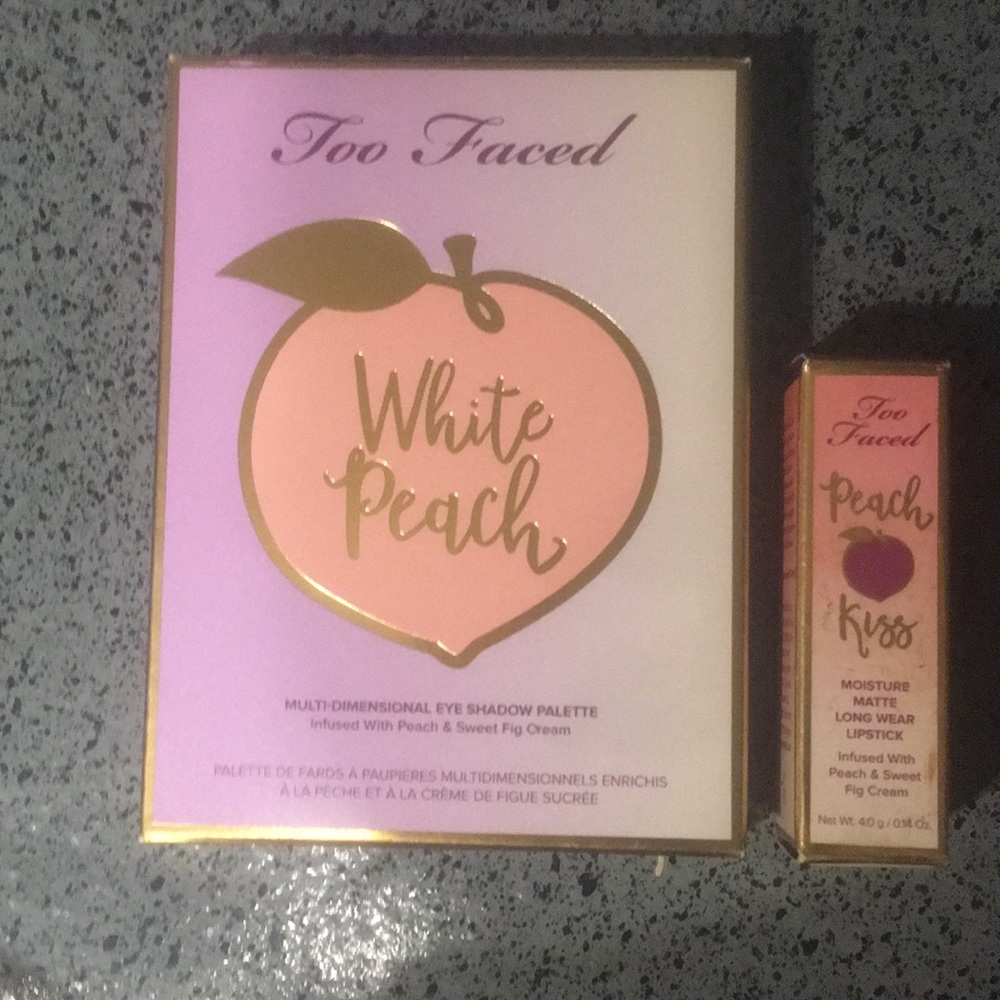 Too Faced
White
Peach
MULTI-DIMENSIONAL EYE SHADOW PALETTE
Infused With Peach & Sweet Fig Cream
PALETTE DE FARDS À PAUPIÈRES MULTIDIMENSIONNELS ENRICHIS
À LA PÊCHE ET À LA CRÈME DE FIGUE SUCRÉE
Too
Faced
Peach
Kiss
MOISTURE
MATTE
LONG WEAR
LIPSTICK
Infused With
Peach & Sweet
Fig Cream
Net Wt. 4.0 g / 0.14 Oz.